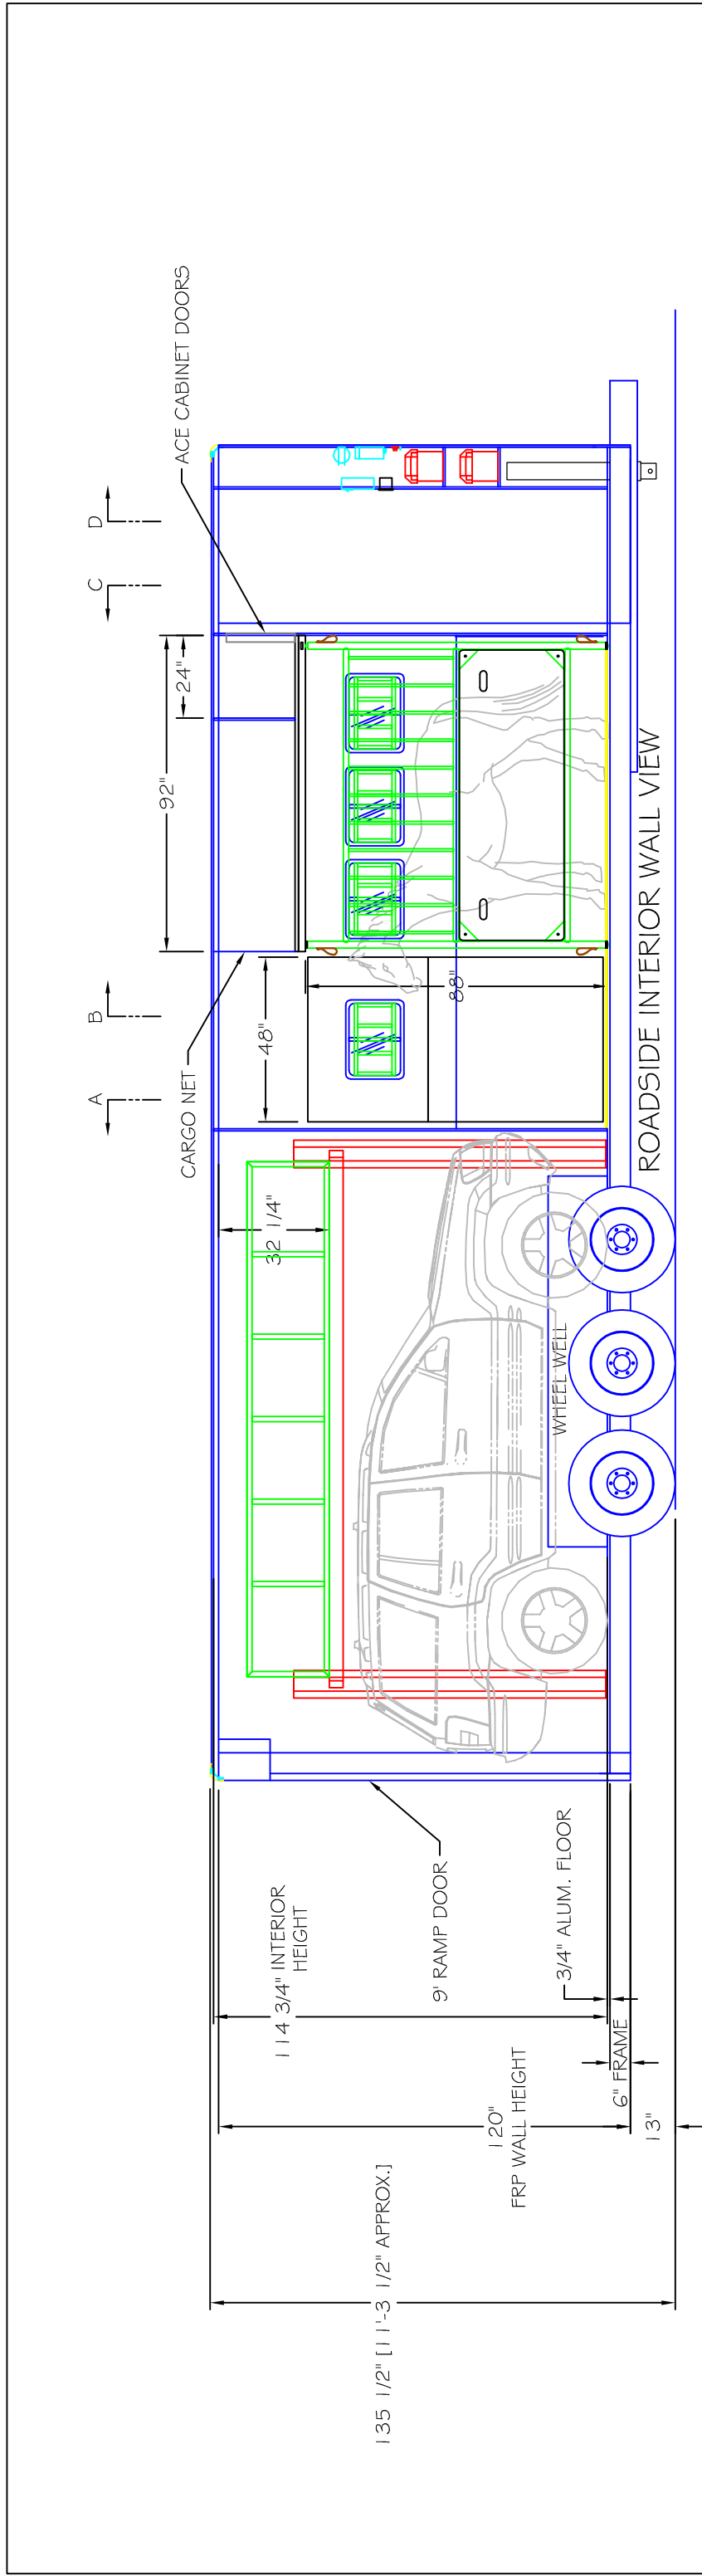 A
B
C
D
CARGO NET
92"
24"
ACE CABINET DOORS
48"
88"
32 1/4"
114 3/4" INTERIOR
HEIGHT
9' RAMP DOOR
3/4" ALUM. FLOOR
WHEEL WELL
135 1/2" [11'-3 1/2" APPROX.]
120"
FRP WALL HEIGHT
6" FRAME
13"
ROADSIDE INTERIOR WALL VIEW